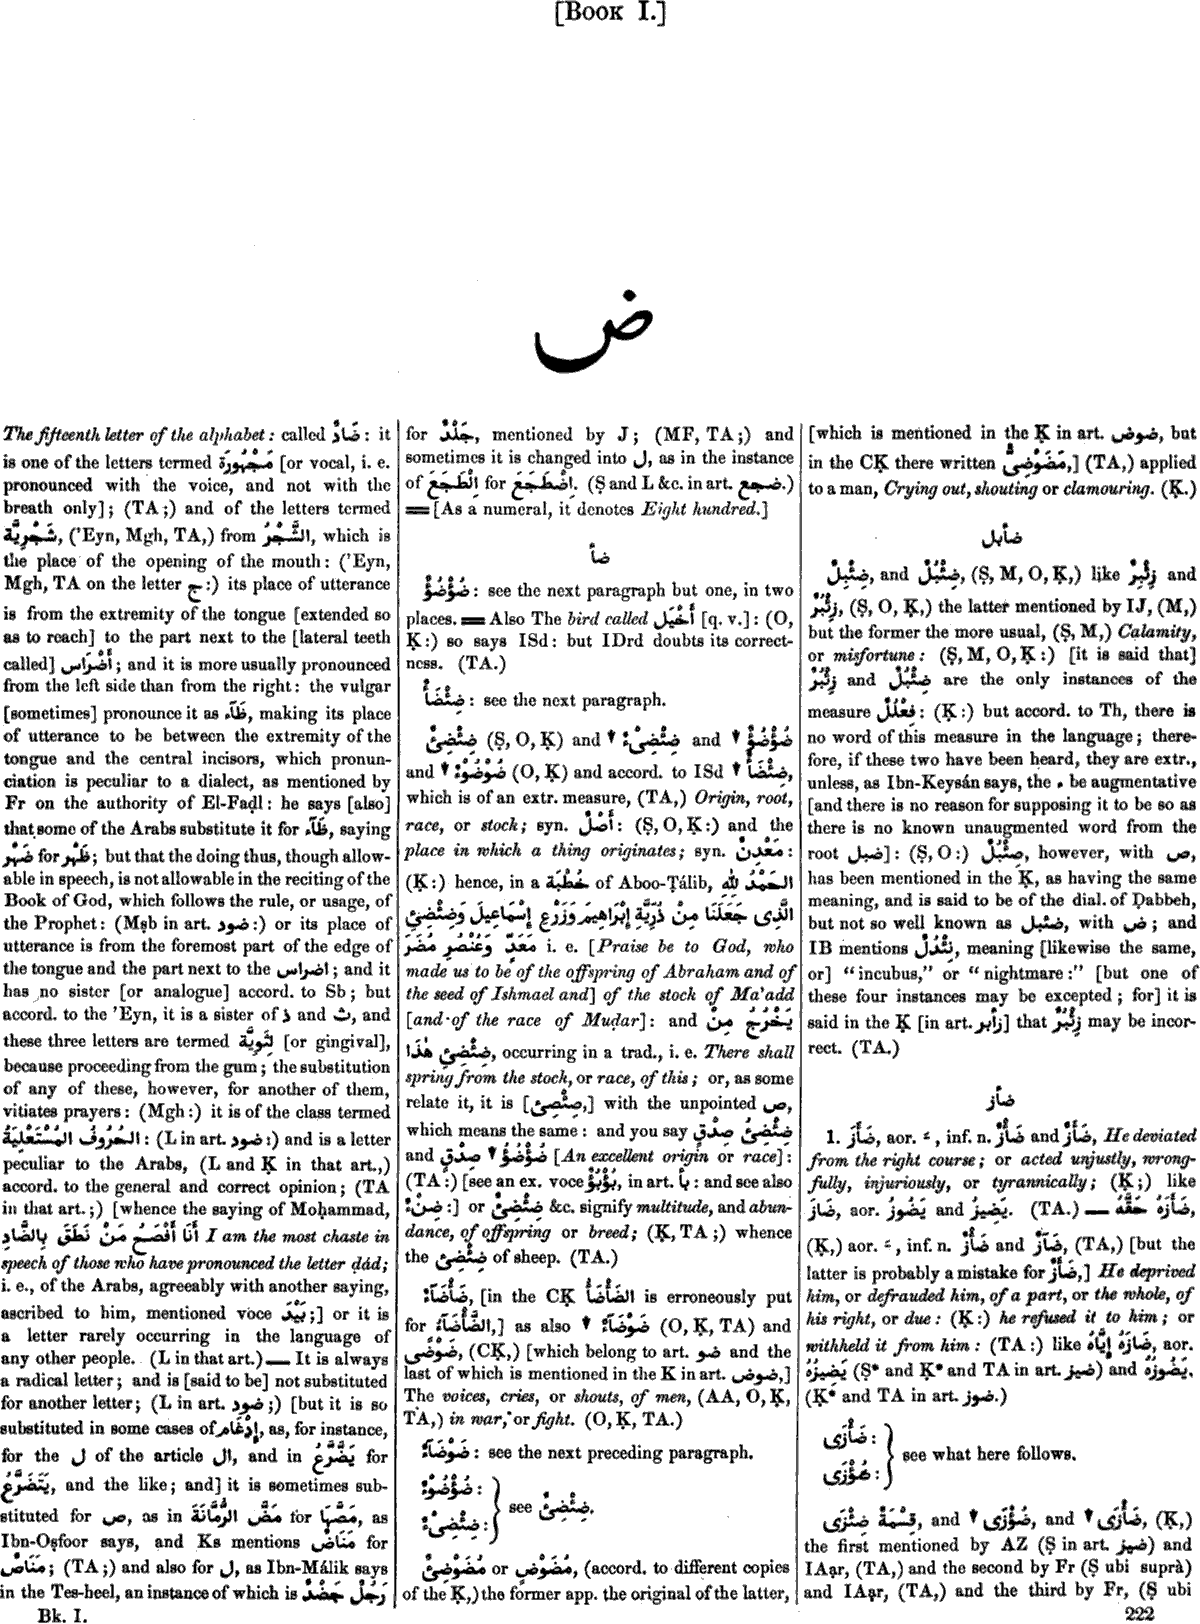 [BOOK I.]
ض
The fifteenth letter of the alphabet: called ضَادٌ: it
is one of the letters termed مَجْهُورَة [or vocal, i. e.
pronounced with the voice, and not with the
breath only]; (TA;) and of the letters termed
شَجْرِيَّة, ('Eyn, Mgh, TA,) from الشَّجْرُ, which is
the place of the opening of the mouth: ('Eyn,
Mgh, TA on the letter ج:) its place of utterance
is from the extremity of the tongue [extended so
as to reach] to the part next to the [lateral teeth
called] أَضْرَاس; and it is more usually pronounced
from the left side than from the right: the vulgar
[sometimes] pronounce it as ظَآء, making its place
of utterance to be between the extremity of the
tongue and the central incisors, which pronun-
ciation is peculiar to a dialect, as mentioned by
Fr on the authority of El-Faḍl: he says [also]
that some of the Arabs substitute it for ظَآء, saying
ضَهْر for ظَهْر; but that the doing thus, though allow-
able in speech, is not allowable in the reciting of the
Book of God, which follows the rule, or usage, of
the Prophet: (Mṣb in art. ضود:) or its place of
utterance is from the foremost part of the edge of
the tongue and the part next to the اضراس; and it
has no sister [or analogue] accord. to Sb; but
accord. to the 'Eyn, it is a sister of ذ and ث, and
these three letters are termed لِثَوِيَّة [or gingival],
because proceeding from the gum; the substitution
of any of these, however, for another of them,
vitiates prayers: (Mgh:) it is of the class termed
الحُرُوفُ المُسْتَعْلِيَةُ: (L in art. ضود:) and is a letter
peculiar to the Arabs, (L and Ḳ in that art.,)
accord. to the general and correct opinion; (TA
in that art.;) [whence the saying of Moḥammad,
أَنَا أَفْصَحُ مَنْ نَطَقَ بِالضَّادِ I am the most chaste in
speech of those who have pronounced the letter ḍád;
i. e., of the Arabs, agreeably with another saying,
ascribed to him, mentioned voce بَيْدَ;] or it is
a letter rarely occurring in the language of
any other people. (L in that art.) — It is always
a radical letter; and is [said to be] not substituted
for another letter; (L in art. ضود;) [but it is so
substituted in some cases of إِدْغَام, as, for instance,
for the ل of the article ال, and in يَضَّرَّعُ for
يَتَضَرَّعُ, and the like; and] it is sometimes sub-
stituted for ص, as in مَضَّ الرُّمَّانَةَ for مَصَّهَا, as
Ibn-Oṣfoor says, and Ks mentions مُنَاضٌ for
مُنَاصٌ; (TA;) and also for ل, as Ibn-Málik says
in the Tes-heel, an instance of which is رَجُلٌ جَضْدٌ
Bk. I.
for جَلْدٌ, mentioned by J; (MF, TA;) and
sometimes it is changed into ل, as in the instance
of اِلْطَجَعَ for اِضْطَجَعَ. (Ṣ and L &c. in art. ضجع.)
= [As a numeral, it denotes Eight hundred.]
ضأ
ضُؤْضُؤٌ: see the next paragraph but one, in two
places. = Also The bird called أَخْيَل [q. v.]: (O,
Ḳ:) so says ISd: but IDrd doubts its correct-
ness. (TA.)
ضِئْضَأٌ: see the next paragraph.
ضِئْضِئٌ (Ṣ, O, Ḳ) and ▾ ضِئْضِىْءٌ and ▾ ضُؤْضُؤٌ
and ▾ ضُؤْضُوْءٌ (O, Ḳ) and accord. to ISd ▾ ضِئْضَأٌ,
which is of an extr. measure, (TA,) Origin, root,
race, or stock; syn. أَصْلٌ: (Ṣ, O, Ḳ:) and the
place in which a thing originates; syn. مَعْدِنٌ:
(Ḳ:) hence, in a خُطْبَة of Aboo-Ṭálib, الحَمْدُ لِلّٰهِ
الَّذِى جَعَلَنَا مِنْ ذُرِّيَّةِ إِبْرَاهِيمَ وَزَرْعِ إِسْمَاعِيلَ وَضِئْضِئِ
مَعَدٍّ وَعُنْصُرِ مُضَرَ i. e. [Praise be to God, who
made us to be of the offspring of Abraham and of
the seed of Ishmael and] of the stock of Ma'add
[and of the race of Muḍar]: and يَخْرُجُ مِنْ
ضِئْضِئِ هٰذَا, occurring in a trad., i. e. There shall
spring from the stock, or race, of this; or, as some
relate it, it is [صِئْصِئ,] with the unpointed ص,
which means the same: and you say ضِئْضِئُ صِدْقٍ
and ▾ ضُؤْضُؤُ صِدْقٍ [An excellent origin or race]:
(TA:) [see an ex. voce بُؤْبُؤٌ, in art. بأ: and see also
ضِنْءٌ:] or ضِئْضِئٌ &c. signify multitude, and abun-
dance, of offspring or breed; (Ḳ, TA;) whence
the ضِئْضِئ of sheep. (TA.)
ضَأْضَآءٌ, [in the CḲ الضَأْضَأُ is erroneously put
for الضَّأْضَآءُ,] as also ▾ ضَوْضَآءٌ (O, Ḳ, TA) and
ضَوْضًى, (CḲ,) [which belong to art. ضو and the
last of which is mentioned in the K in art. ضوض,]
The voices, cries, or shouts, of men, (AA, O, Ḳ,
TA,) in war, or fight. (O, Ḳ, TA.)
ضَوْضَآءٌ: see the next preceding paragraph.
ضُؤْضُوْءٌ:
ضِئْضِىْءٌ:
see ضِئْضِئٌ.
مُضَوْضِئٌ or مُضَوْضٍ, (accord. to different copies
of the Ḳ,) the former app. the original of the latter,
[which is mentioned in the Ḳ in art. ضوض, but
in the CḲ there written مُضَوْضِىٌ,] (TA,) applied
to a man, Crying out, shouting or clamouring. (Ḳ.)
ضأبل
ضِئْبِلٌ, and ضِئْبُلٌ, (Ṣ, M, O, Ḳ,) like زِئْبِرٌ and
زِئْبُرٌ, (Ṣ, O, Ḳ,) the latter mentioned by IJ, (M,)
but the former the more usual, (Ṣ, M,) Calamity,
or misfortune: (Ṣ, M, O, Ḳ:) [it is said that]
زِئْبُرٌ and ضِئْبُلٌ are the only instances of the
measure فِعْلُلٌ: (Ḳ:) but accord. to Th, there is
no word of this measure in the language; there-
fore, if these two have been heard, they are extr.,
unless, as Ibn-Keysán says, the ء be augmentative
[and there is no reason for supposing it to be so as
there is no known unaugmented word from the
root ضبل]: (Ṣ, O:) صِئْبُلٌ, however, with ص,
has been mentioned in the Ḳ, as having the same
meaning, and is said to be of the dial. of Ḍabbeh,
but not so well known as ضئبل, with ض; and
IB mentions نِئْدُلٌ, meaning [likewise the same,
or] "incubus," or "nightmare:" [but one of
these four instances may be excepted; for] it is
said in the Ḳ [in art. زأبر] that زِئْبُرٌ may be incor-
rect. (TA.)
ضأز
1. ضَأَزَ, aor. ـَ, inf. n. ضَأْزٌ and ضَأَزٌ, He deviated
from the right course; or acted unjustly, wrong-
fully, injuriously, or tyrannically; (Ḳ;) like
ضَازَ, aor. يَضُوزُ and يَضِيزُ. (TA.) — ضَأَزَهُ حَقَّهُ,
(Ḳ,) aor. ـَ, inf. n. ضَأْزٌ and ضَآزٌ, (TA,) [but the
latter is probably a mistake for ضَأَزٌ,] He deprived
him, or defrauded him, of a part, or the whole, of
his right, or due: (Ḳ:) he refused it to him; or
withheld it from him: (TA:) like ضَازَهُ إِيَّاهُ, aor.
يَضِيزُهُ (Ṣ* and Ḳ* and TA in art. ضيز) and يَضُوزُهُ.
(Ḳ* and TA in art. ضوز.)
ضَأْزَى:
ضُؤْزَى:
see what here follows.
قِسْمَةٌ ضِئْزَى, and ▾ ضُؤْزَى, and ▾ ضَأْزَى, (Ḳ,)
the first mentioned by AZ (Ṣ in art. ضيز) and
IAạr, (TA,) and the second by Fr (Ṣ ubi suprà)
and IAạr, (TA,) and the third by Fr, (Ṣ ubi
222